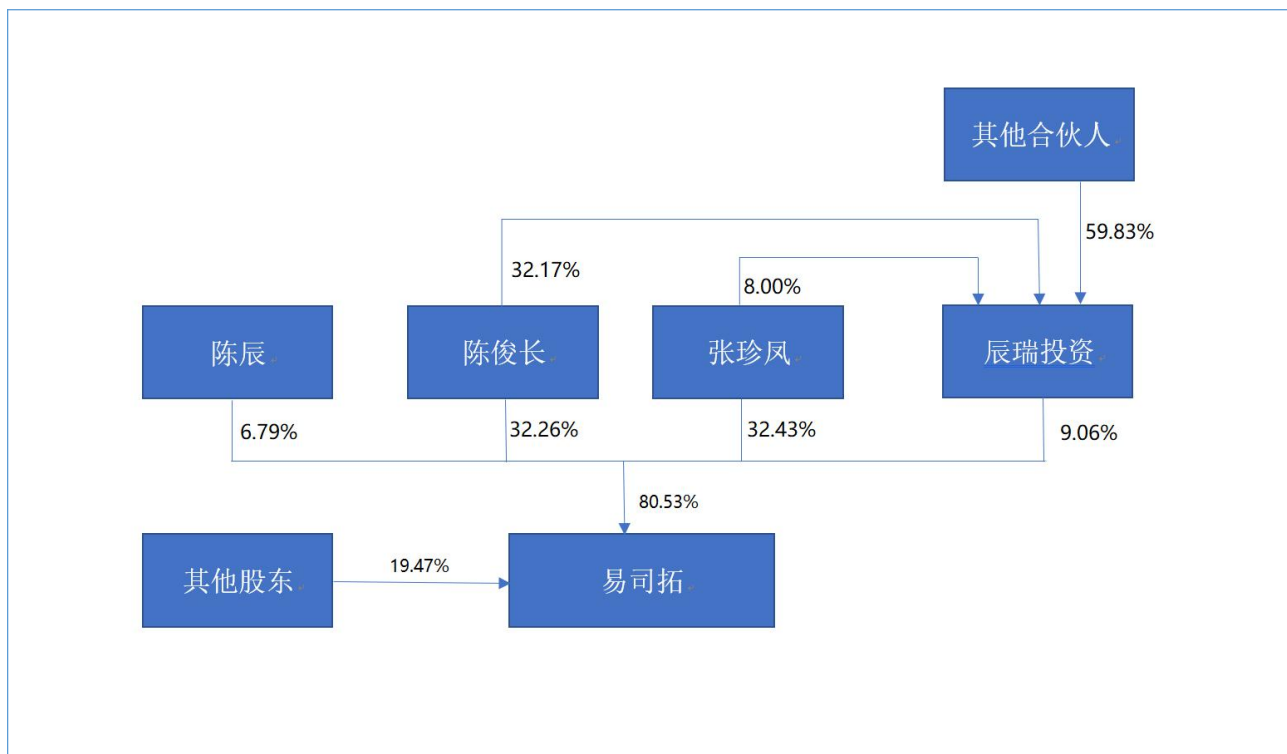 其他合伙人
59.83%
32.17%
8.00%
陈辰
陈俊长
张珍凤
辰瑞投资
6.79%
32.26%
32.43%
9.06%
80.53%
其他股东
19.47%
易司拓